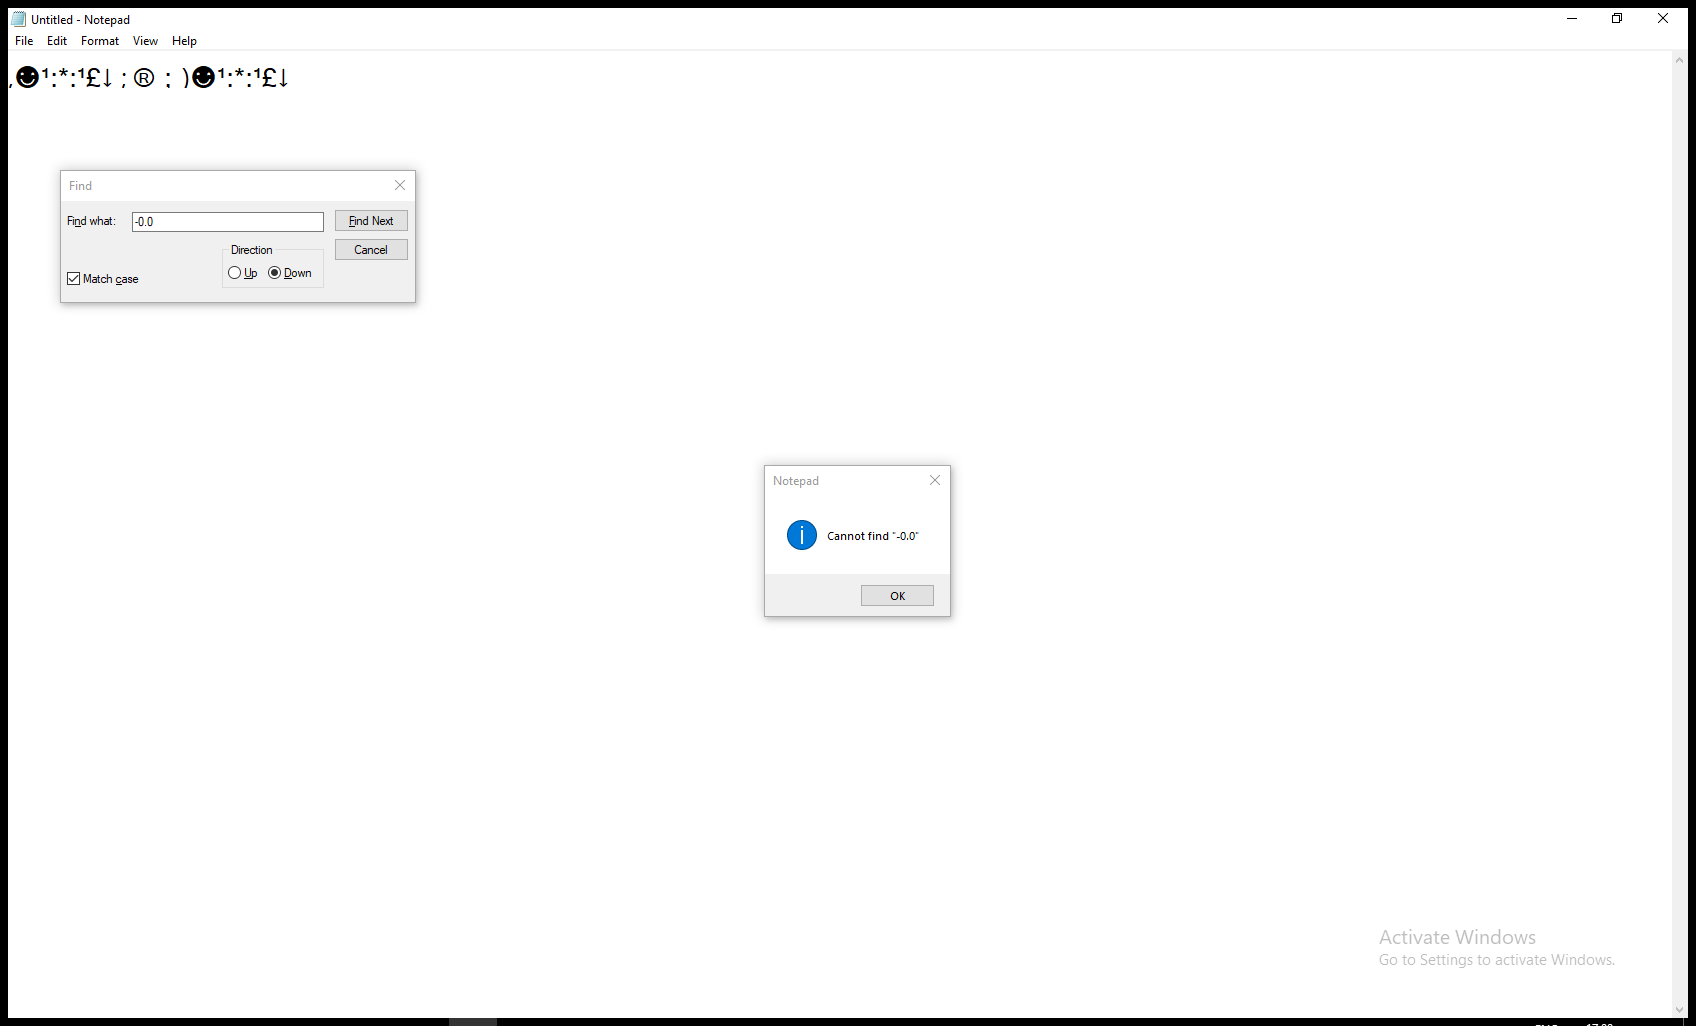 Untitled - Notepad
File Edit Format View Help
,☻¹:*:¹£↓ ; ® ; )☻¹:*:¹£↓
Find
Find what: -0.0 Find Next
Direction Cancel
Up Down
Match case
Notepad
Cannot find "-0.0"
OK
Activate Windows
Go to Settings to activate Windows.